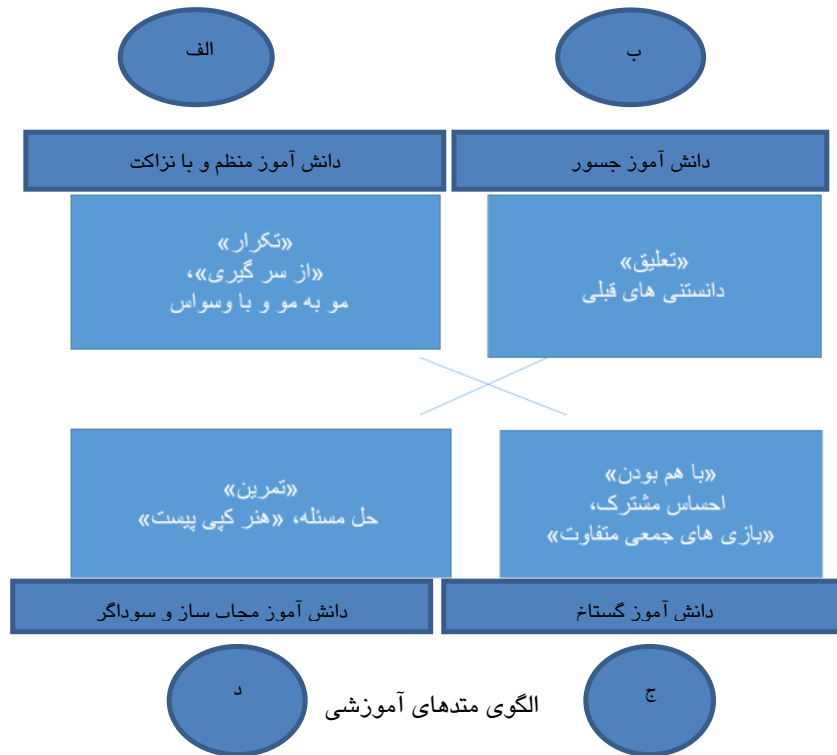 ب
الف
دانش آموز جسور
دانش آموز منظم و با نزاکت
«تعلیق»
دانستنی های قبلی
«تکرار»
«از سر گیری»،
مو به مو و با وسواس
«با هم بودن»
احساس مشترک،
«بازی های جمعی متفاوت»
«تمرین»
حل مسئله، «هنر کپی پیست»
دانش آموز گستاخ
دانش آموز مجاب ساز و سوداگر
ج
د
الگوی متدهای آموزشی